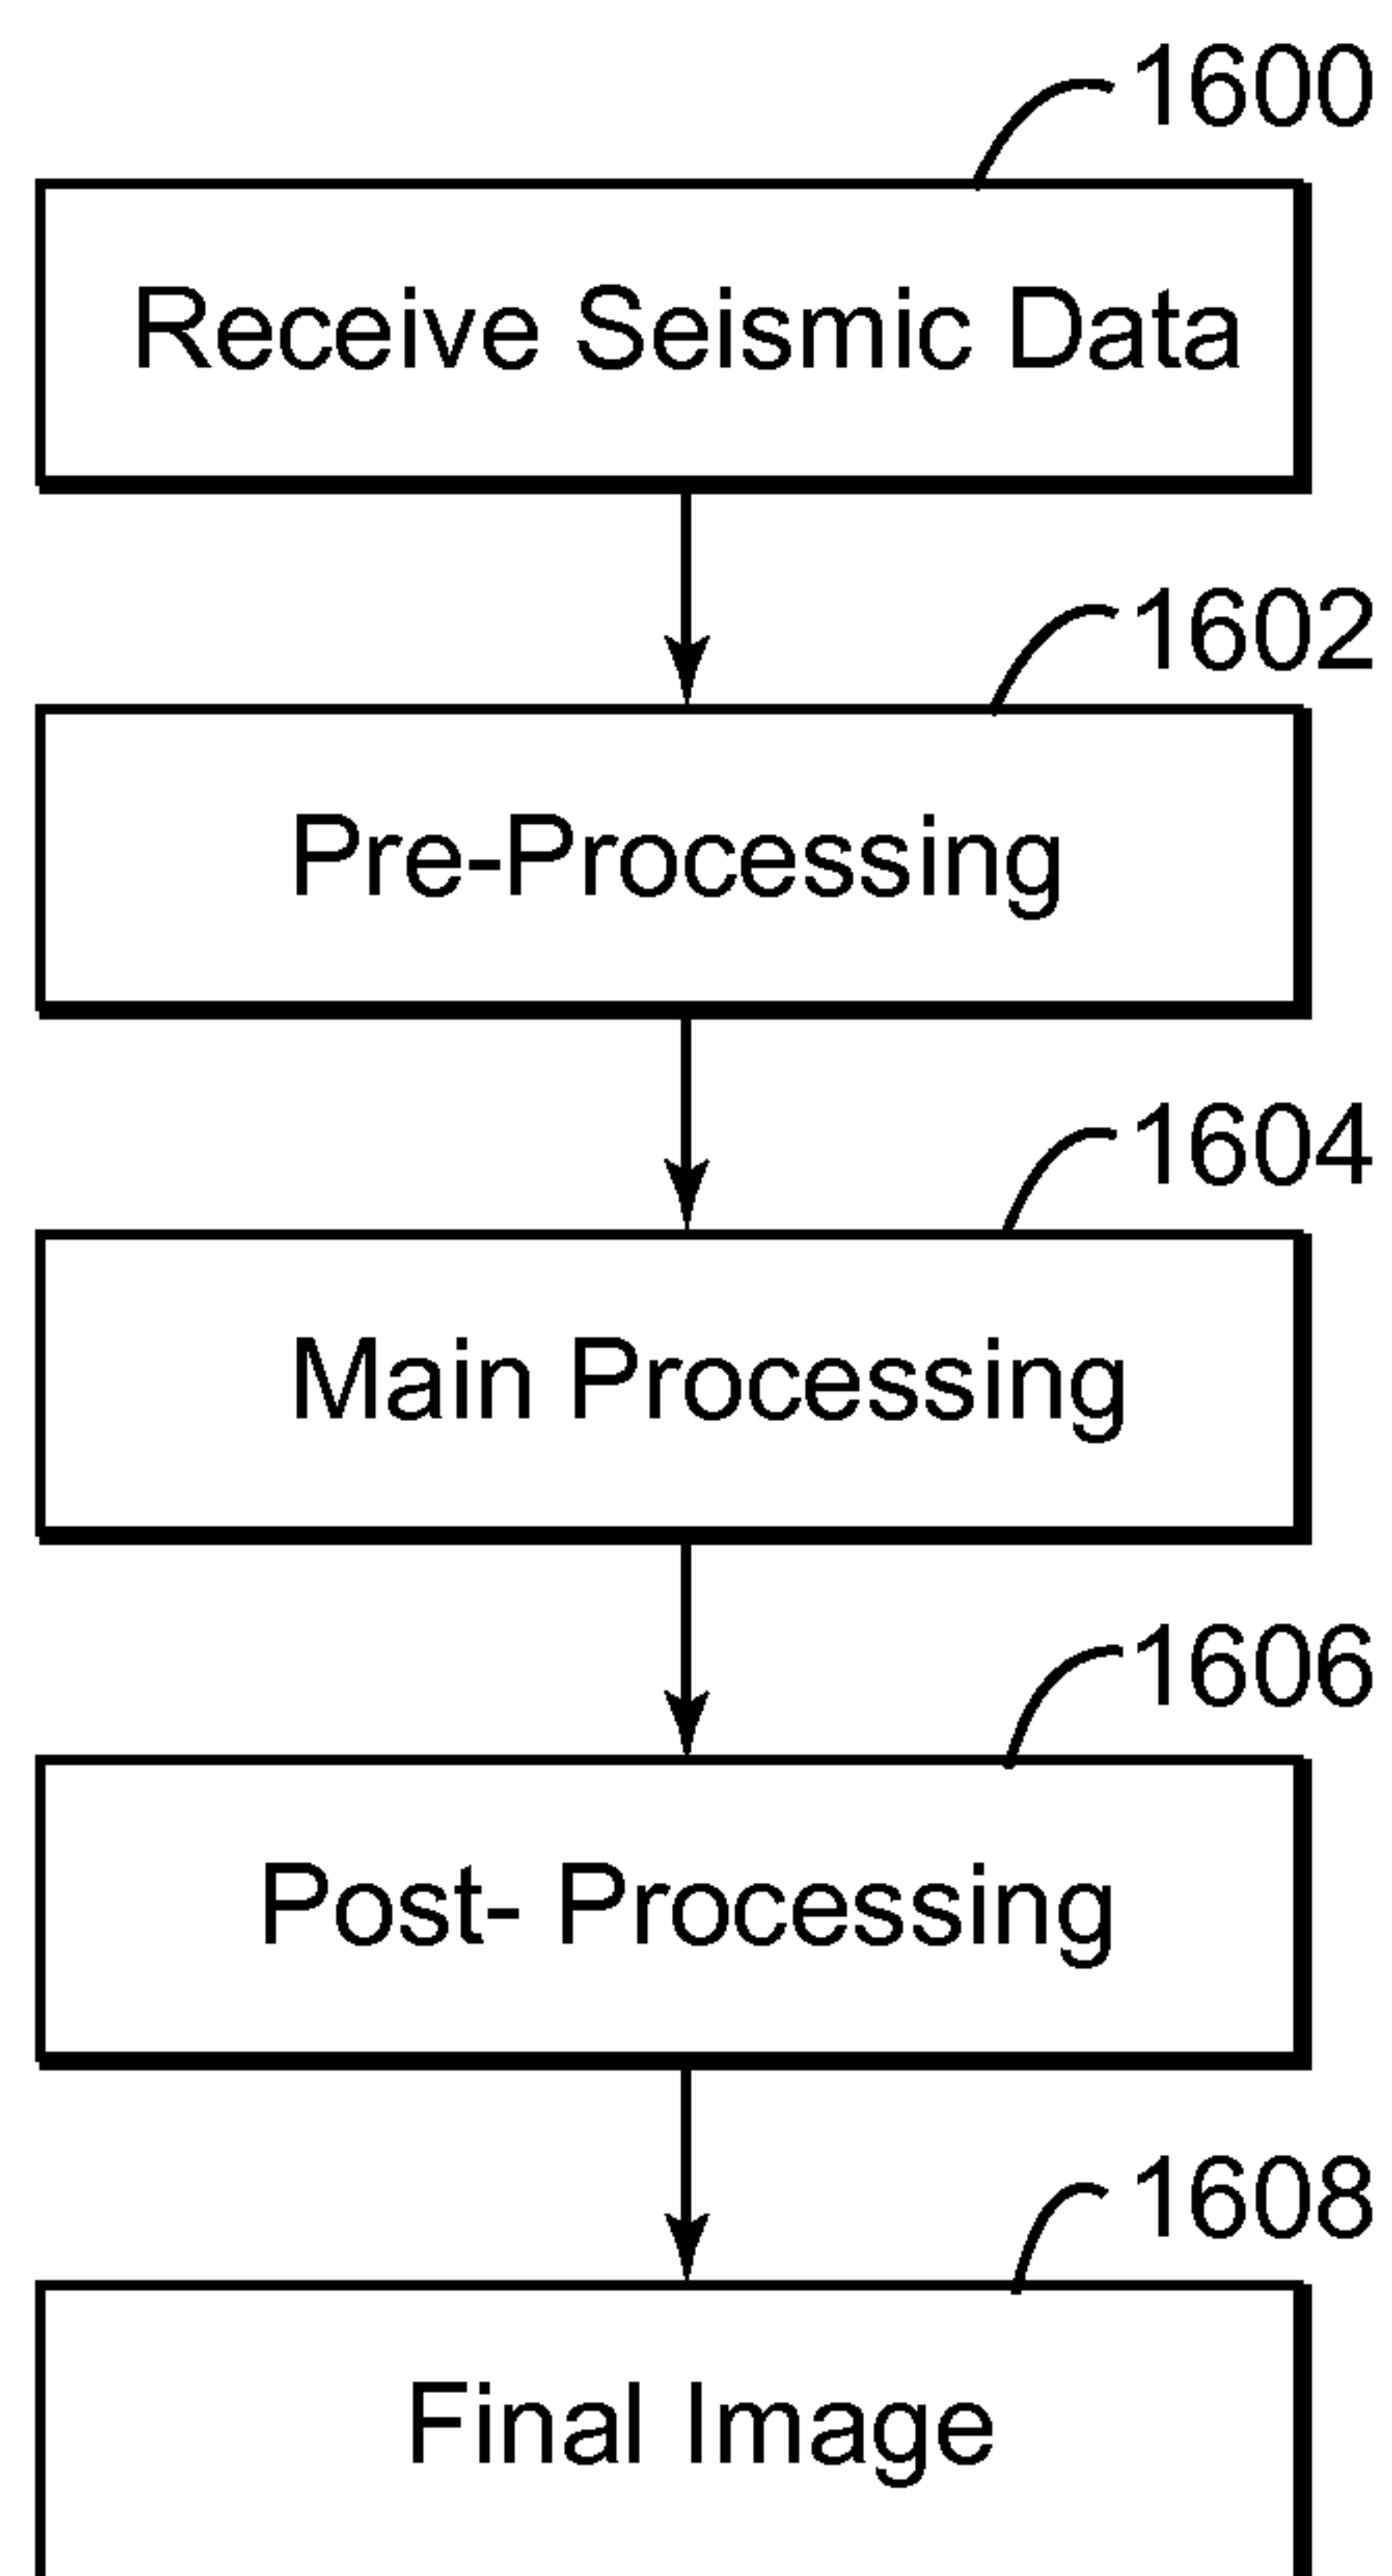 1600
Receive Seismic Data
1602
Pre-Processing
1604
Main Processing
1606
Post- Processing
1608
Final Image